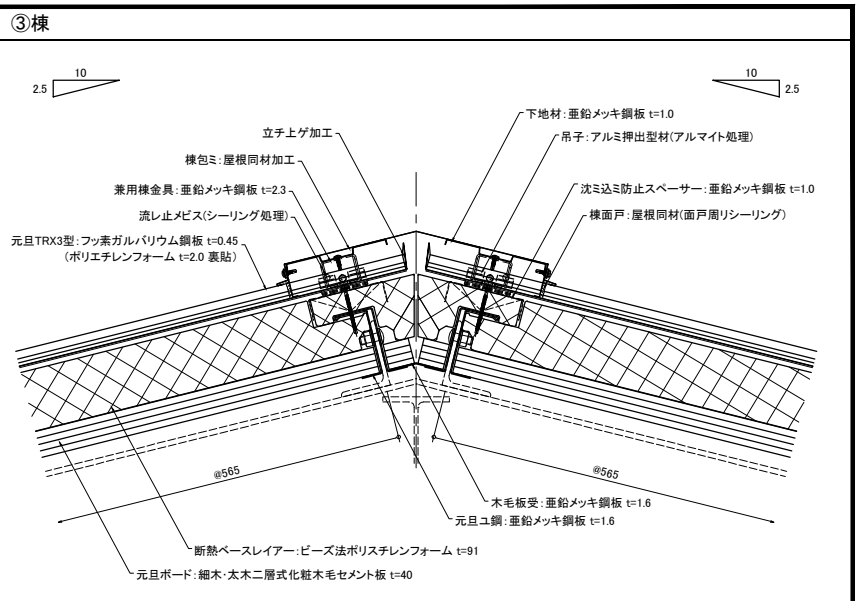 ③棟
10
2.5
10
2.5
立チ上ゲ加工
棟包ミ:屋根同材加工
兼用棟金具:亜鉛メッキ鋼板 t=2.3
流レ止メビス(シーリング処理)
元旦TRX3型:フッ素ガルバリウム鋼板 t=0.45
(ポリエチレンフォーム t=2.0 裏貼)
下地材:亜鉛メッキ鋼板 t=1.0
吊子:アルミ押出型材(アルマイト処理)
沈ミ込ミ防止スペーサー:亜鉛メッキ鋼板 t=1.0
棟面戸:屋根同材(面戸周リシーリング)
@565
@565
木毛板受:亜鉛メッキ鋼板 t=1.6
元旦ユ鋼:亜鉛メッキ鋼板 t=1.6
断熱ベースレイアー:ビーズ法ポリスチレンフォーム t=91
元旦ボード:細木・太木二層式化粧木毛セメント板 t=40